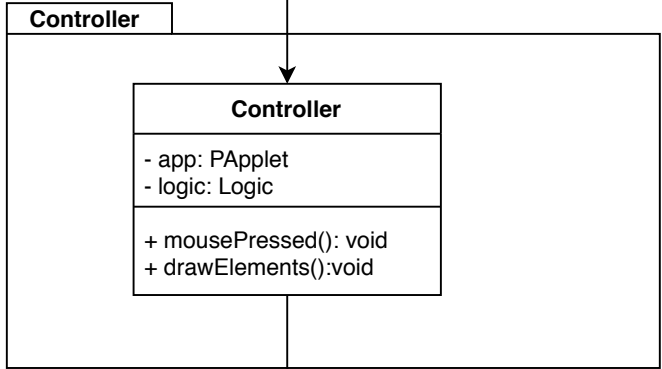 Controller
Controller
- app: PApplet
- logic: Logic
+ mousePressed(): void
+ drawElements():void